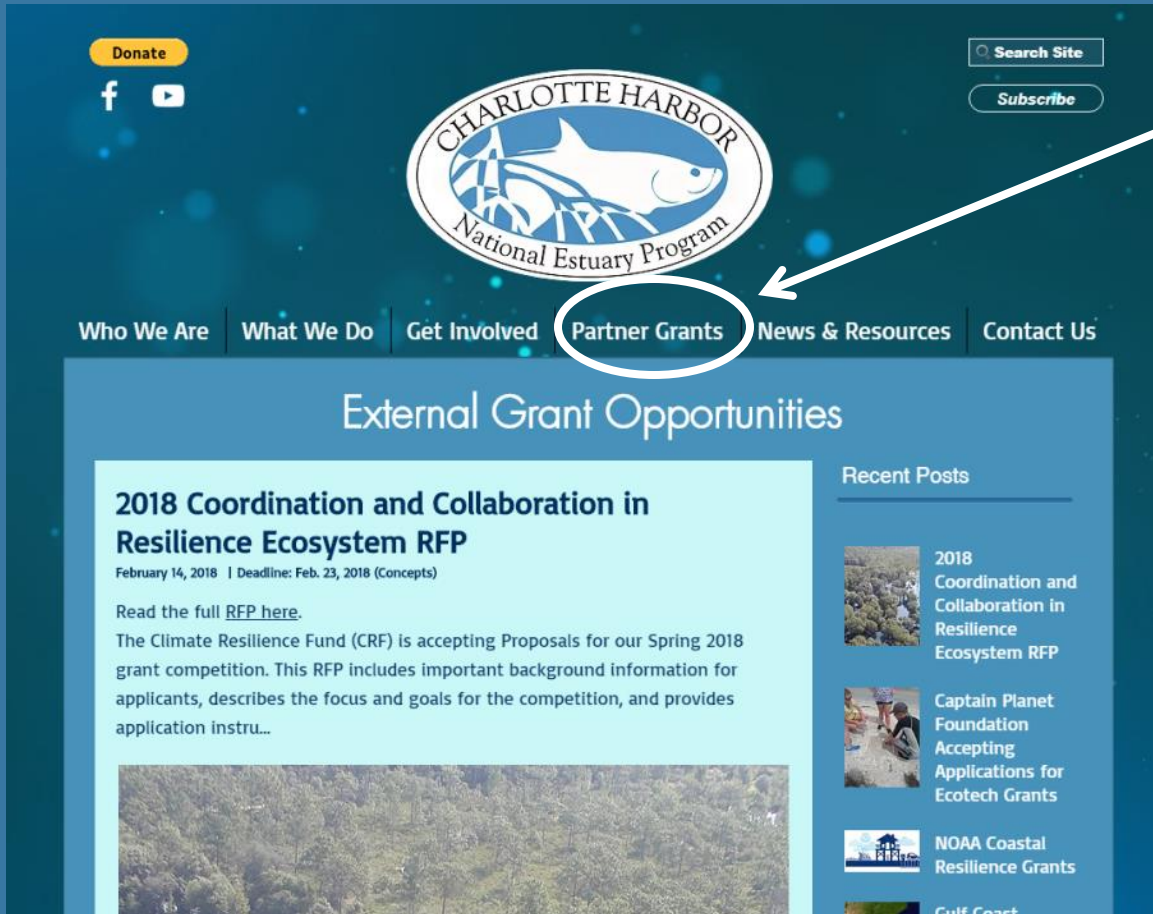 Donate
Search Site
Subscribe
CHARLOTTE HARBOR
National Estuary Program
Who We Are
What We Do
Get Involved
Partner Grants
News & Resources
Contact Us
External Grant Opportunities
2018 Coordination and Collaboration in
Resilience Ecosystem RFP
February 14, 2018 | Deadline: Feb. 23, 2018 (Concepts)
Read the full RFP here.
The Climate Resilience Fund (CRF) is accepting Proposals for our Spring 2018
grant competition. This RFP includes important background information for
applicants, describes the focus and goals for the competition, and provides
application instru...
Recent Posts
2018
Coordination and
Collaboration in
Resilience
Ecosystem RFP
Captain Planet
Foundation
Accepting
Applications for
Ecotech Grants
NOAA Coastal
Resilience Grants
Gulf Coast